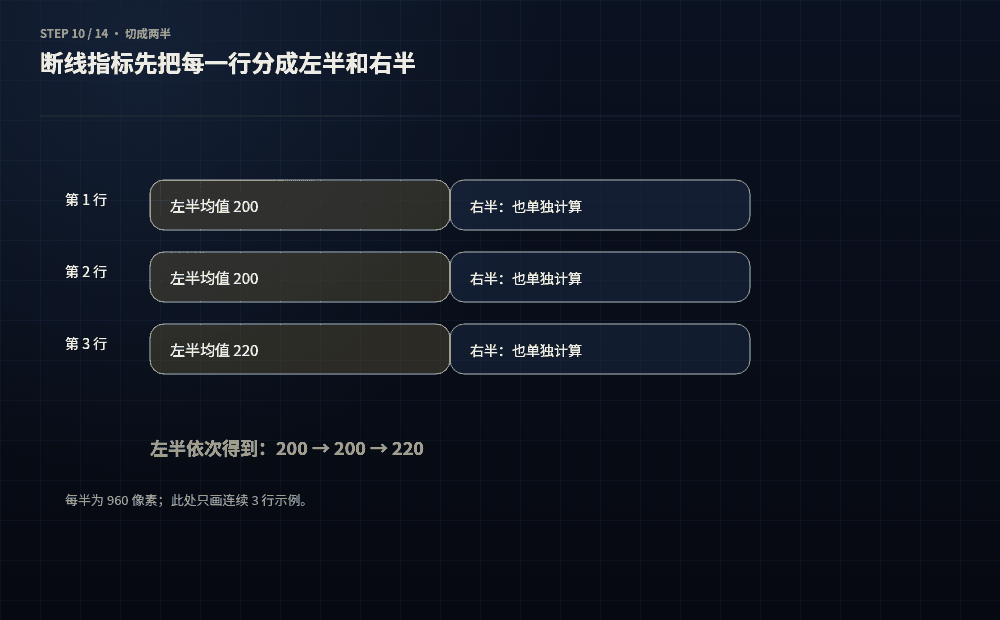 STEP 10 / 14 • 切成两半
断线指标先把每一行分成左半和右半
第 1 行
左半均值 200
右半：也单独计算
第 2 行
左半均值 200
右半：也单独计算
第 3 行
左半均值 220
右半：也单独计算
左半依次得到：200 → 200 → 220
每半为 960 像素；此处只画连续 3 行示例。